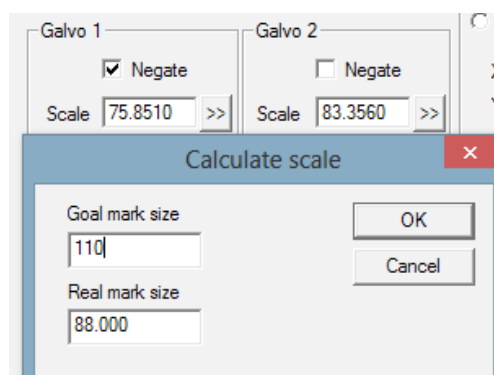 Galvo 1 Galvo 2
Negate Negate
Scale 75.8510 >> Scale 83.3560 >>
Calculate scale
Goal mark size
OK
110
Cancel
Real mark size
88.000